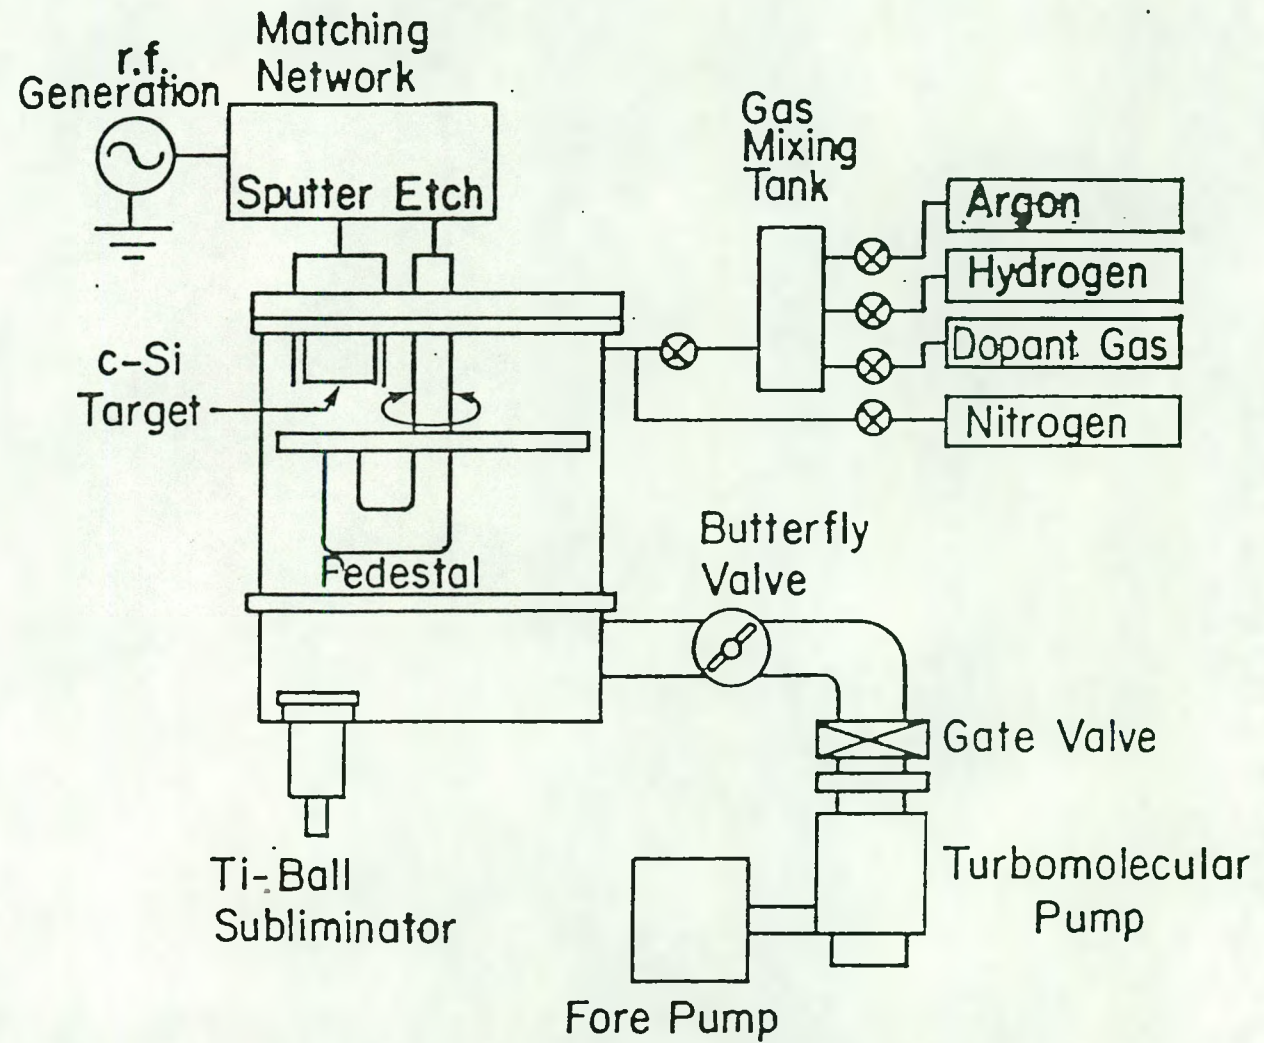 Matching
Network
r.f.
Generation
Sputter Etch
Gas
Mixing
Tank
Argon
Hydrogen
Dopant Gas
Nitrogen
c-Si
Target
Butterfly
Valve
Fedestal
Gate Valve
Ti-Ball
Subliminator
Turbomolecular
Pump
Fore Pump